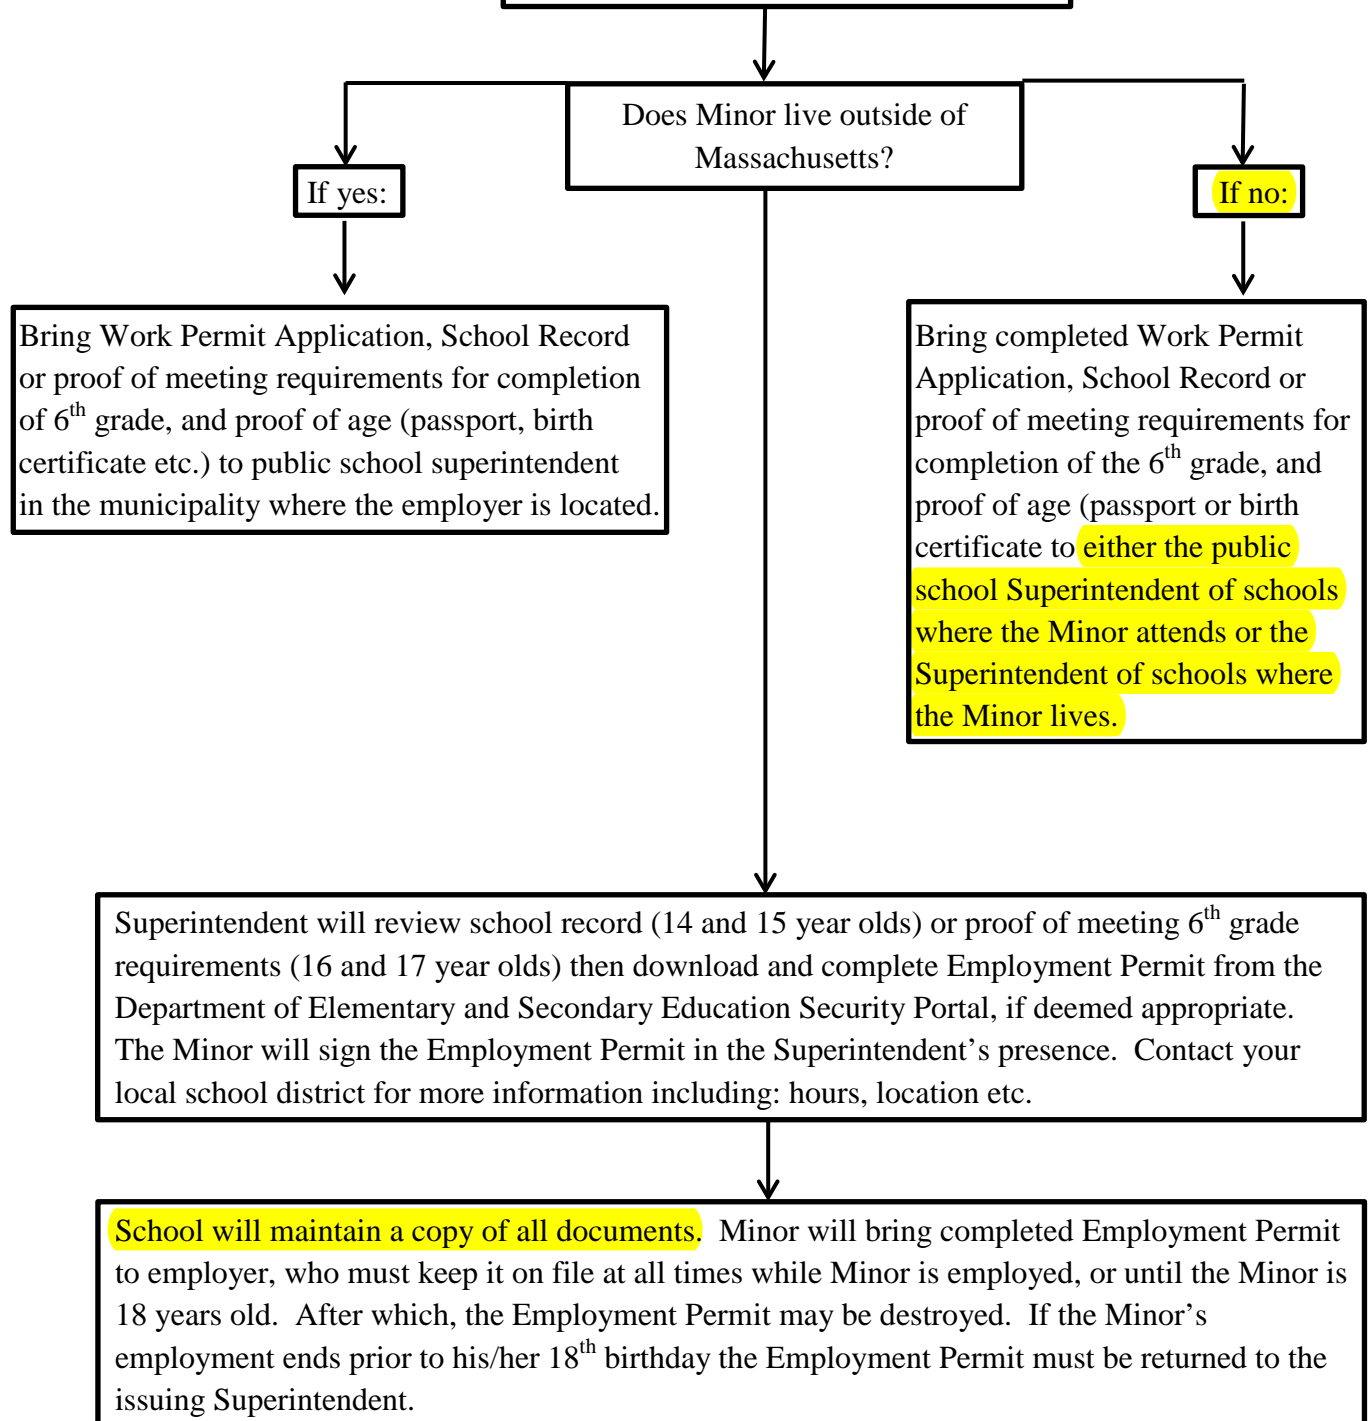 Does Minor live outside of
Massachusetts?
If yes:
If no:
Bring Work Permit Application, School Record
or proof of meeting requirements for completion
of 6th grade, and proof of age (passport, birth
certificate etc.) to public school superintendent
in the municipality where the employer is located.
Bring completed Work Permit
Application, School Record or
proof of meeting requirements for
completion of the 6th grade, and
proof of age (passport or birth
certificate to either the public
school Superintendent of schools
where the Minor attends or the
Superintendent of schools where
the Minor lives.
Superintendent will review school record (14 and 15 year olds) or proof of meeting 6th grade
requirements (16 and 17 year olds) then download and complete Employment Permit from the
Department of Elementary and Secondary Education Security Portal, if deemed appropriate.
The Minor will sign the Employment Permit in the Superintendent’s presence.  Contact your
local school district for more information including: hours, location etc.
School will maintain a copy of all documents.  Minor will bring completed Employment Permit
to employer, who must keep it on file at all times while Minor is employed, or until the Minor is
18 years old.  After which, the Employment Permit may be destroyed.  If the Minor’s
employment ends prior to his/her 18th birthday the Employment Permit must be returned to the
issuing Superintendent.